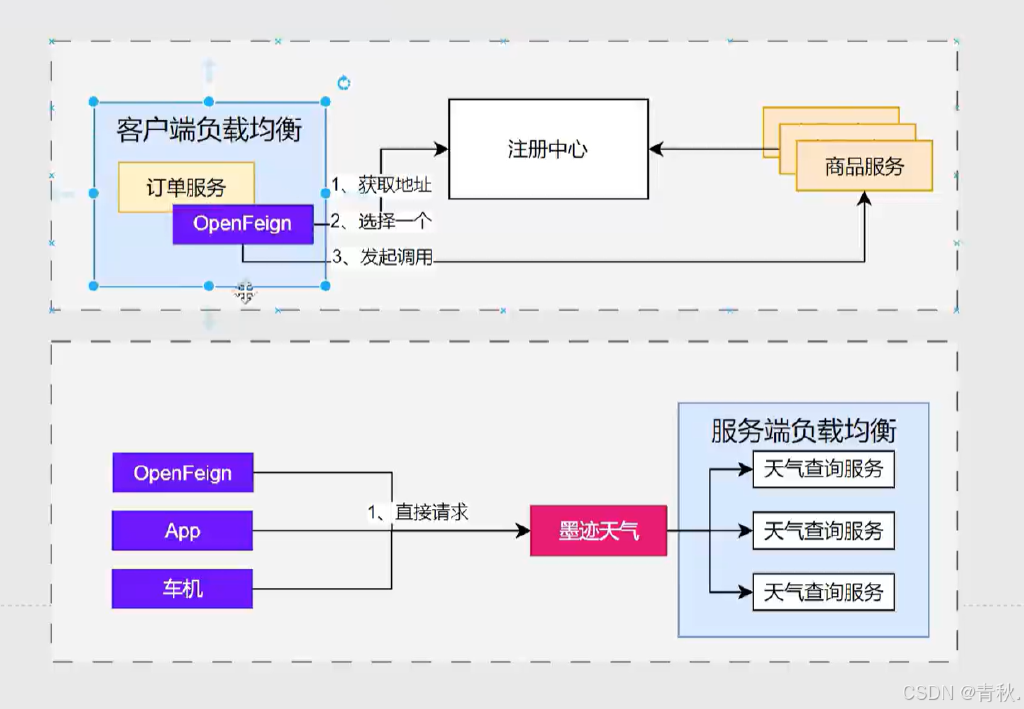 客户端负载均衡
订单服务
OpenFeign
1、获取地址
2、选择一个
3、发起调用
注册中心
商品服务
OpenFeign
App
车机
1、直接请求
墨迹天气
服务端负载均衡
天气查询服务
天气查询服务
天气查询服务
CSDN @青秋.